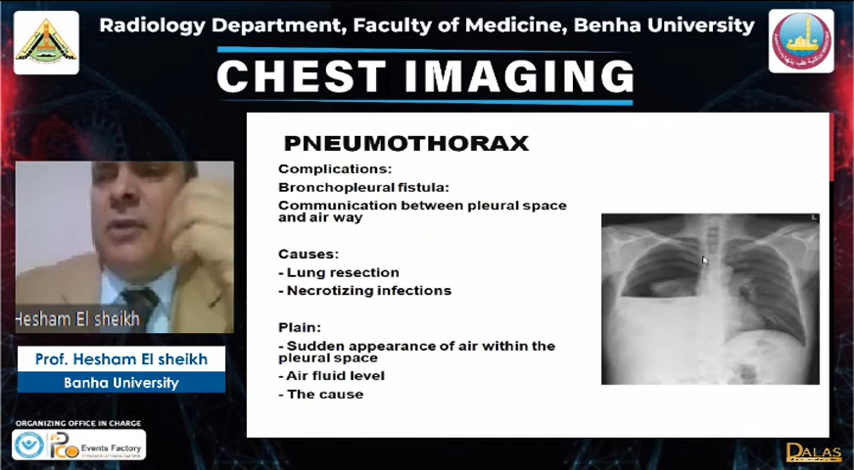 Radiology Department, Faculty of Medicine, Benha University
CHEST IMAGING
PNEUMOTHORAX
Complications:
Bronchopleural fistula:
Communication between pleural space
and air way
Causes:
- Lung resection
- Necrotizing infections
Plain:
- Sudden appearance of air within the
pleural space
- Air fluid level
- The cause
L
Hesham El sheikh
Prof. Hesham El sheikh
Banha University
ORGANIZING OFFICE IN CHARGE
Events Factory
DALAS